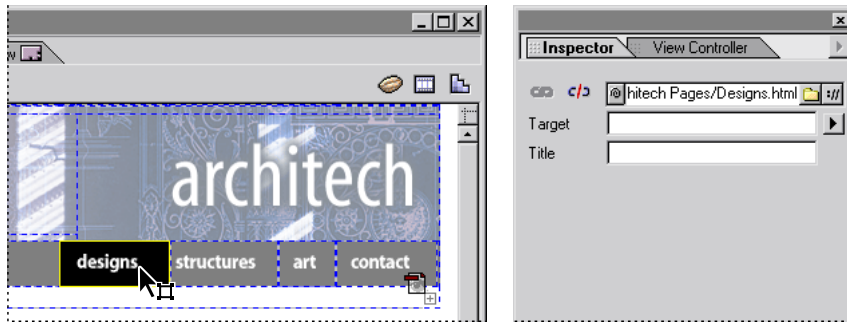 Inspector View Controller
hitech Pages/Designs.html
Target
Title
architech
designs structures art contact